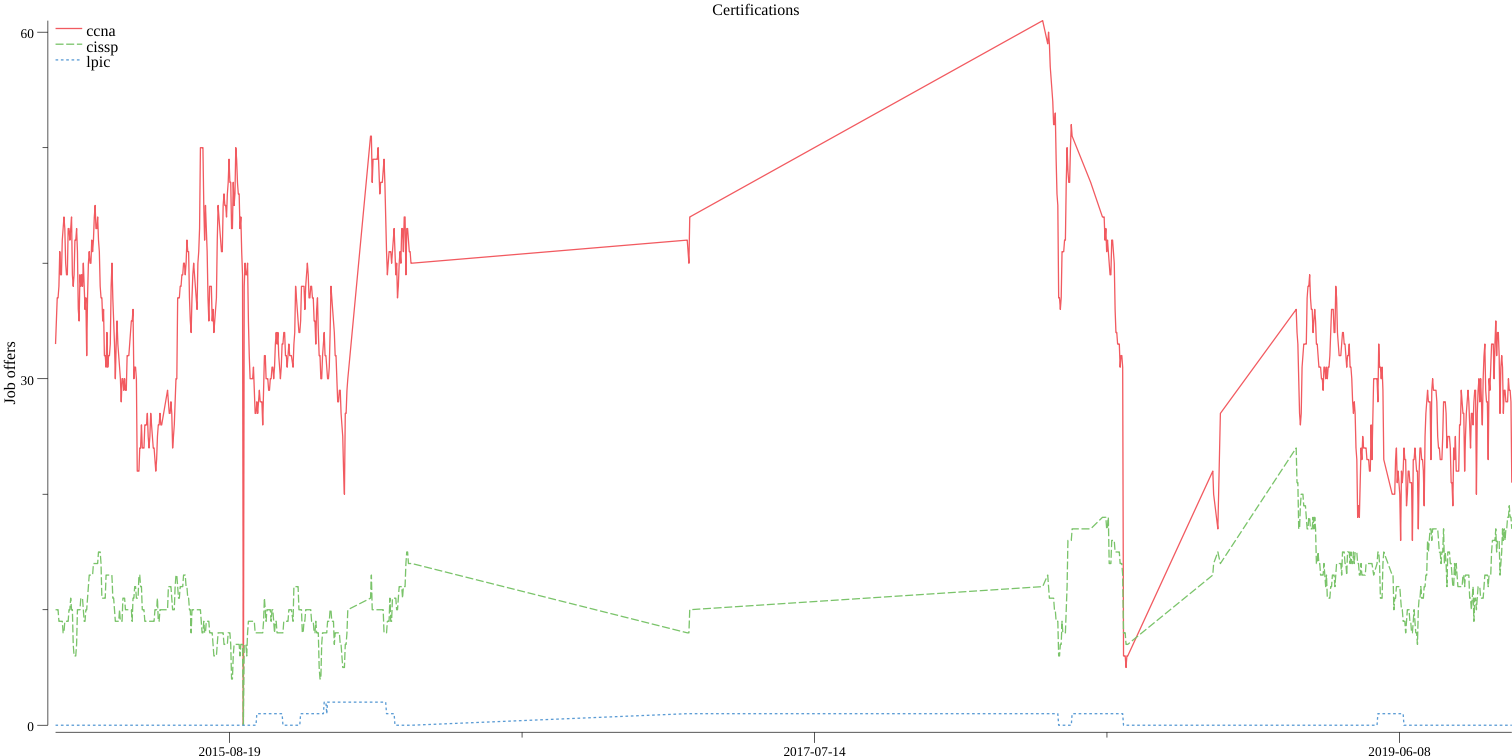 Certifications
60
ccna
cissp
lpic
Job offers
30
0
2015-08-19
2017-07-14
2019-06-08